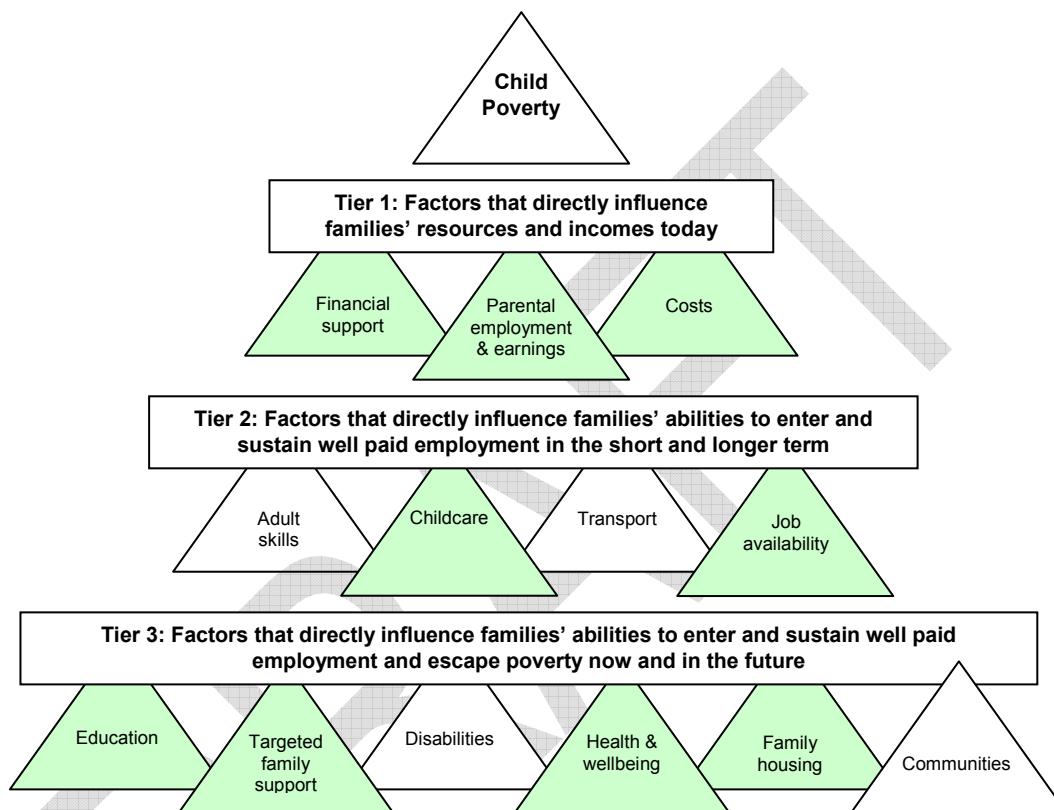 Child
Poverty
Tier 1: Factors that directly influence
families’ resources and incomes today
Financial
support
Parental
employment
& earnings
Costs
Tier 2: Factors that directly influence families’ abilities to enter and
sustain well paid employment in the short and longer term
Adult
skills
Childcare
Transport
Job
availability
Tier 3: Factors that directly influence families’ abilities to enter and sustain well paid
employment and escape poverty now and in the future
Education
Targeted
family
support
Disabilities
Health &
wellbeing
Family
housing
Communities